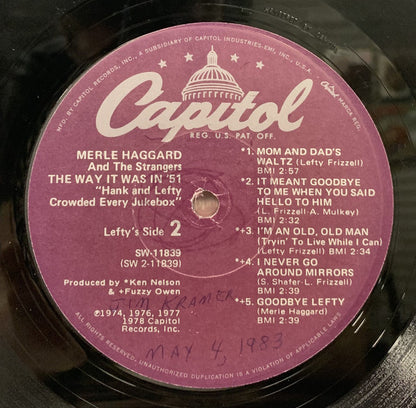 MFD. BY CAPITOL RECORDS, INC., A SUBSIDIARY OF CAPITOL INDUSTRIES-EMI, INC., U.S.A.
Capitol MARCA REG.
Capitol
REG. U.S. PAT. OFF.
MERLE HAGGARD
And The Strangers
THE WAY IT WAS IN '51
"Hank and Lefty
Crowded Every Jukebox"
Lefty's Side 2
SW-11839
(SW 2-11839)
Produced by *Ken Nelson
& +Fuzzy Owen
℗1974, 1976, 1977
1978 Capitol
Records, Inc.
*1. MOM AND DAD'S
WALTZ (Lefty Frizzell)
BMI 2:57
*2. IT MEANT GOODBYE
TO ME WHEN YOU SAID
HELLO TO HIM
(L. Frizzell-A. Mulkey)
BMI 2:32
*3. I'M AN OLD, OLD MAN
(Tryin' To Live While I Can)
(Lefty Frizzell) BMI 2:34
*4. I NEVER GO
AROUND MIRRORS
(S. Shafer-L. Frizzell)
BMI 2:39
*5. GOODBYE LEFTY
(Merle Haggard)
BMI 2:39
JIM KRAMER
MAY 4, 1983
ALL RIGHTS RESERVED. UNAUTHORIZED DUPLICATION IS A VIOLATION OF APPLICABLE LAWS.